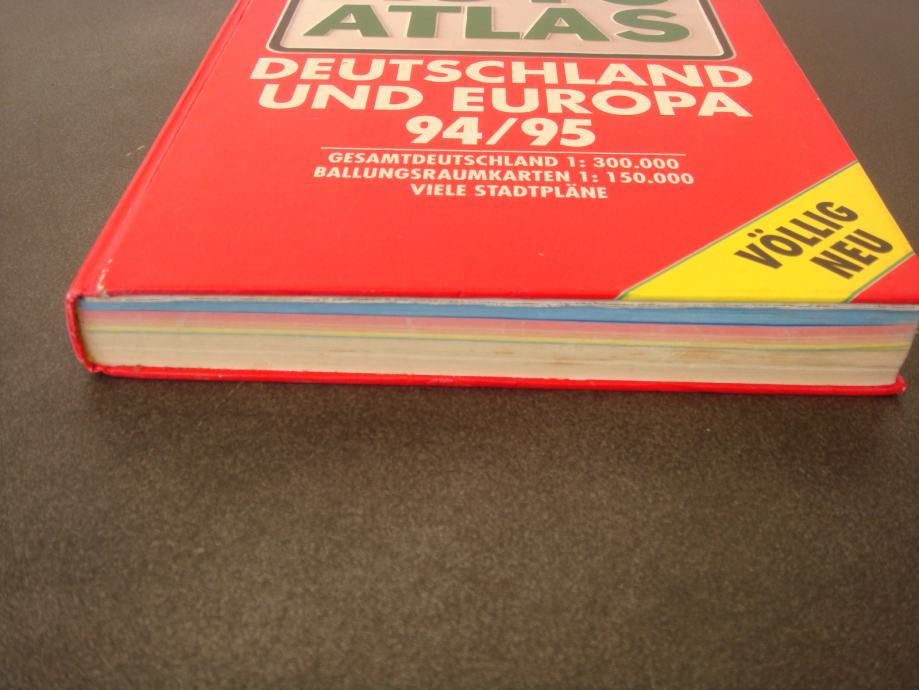 ATLAS
DEUTSCHLAND
UND EUROPA
94/95
GESAMTDEUTSCHLAND 1: 300.000
BALLUNGSRAUMKARTEN 1: 150.000
VIELE STADTPLÄNE
VÖLLIG
NEU